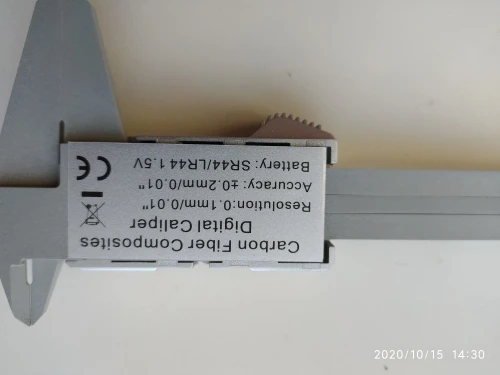 Carbon Fiber Composites
Digital Caliper
Resolution:0.1mm/0.01"
Accuracy: ±0.2mm/0.01"
Battery: SR44/LR44 1.5V
CE
2020/10/15 14:30